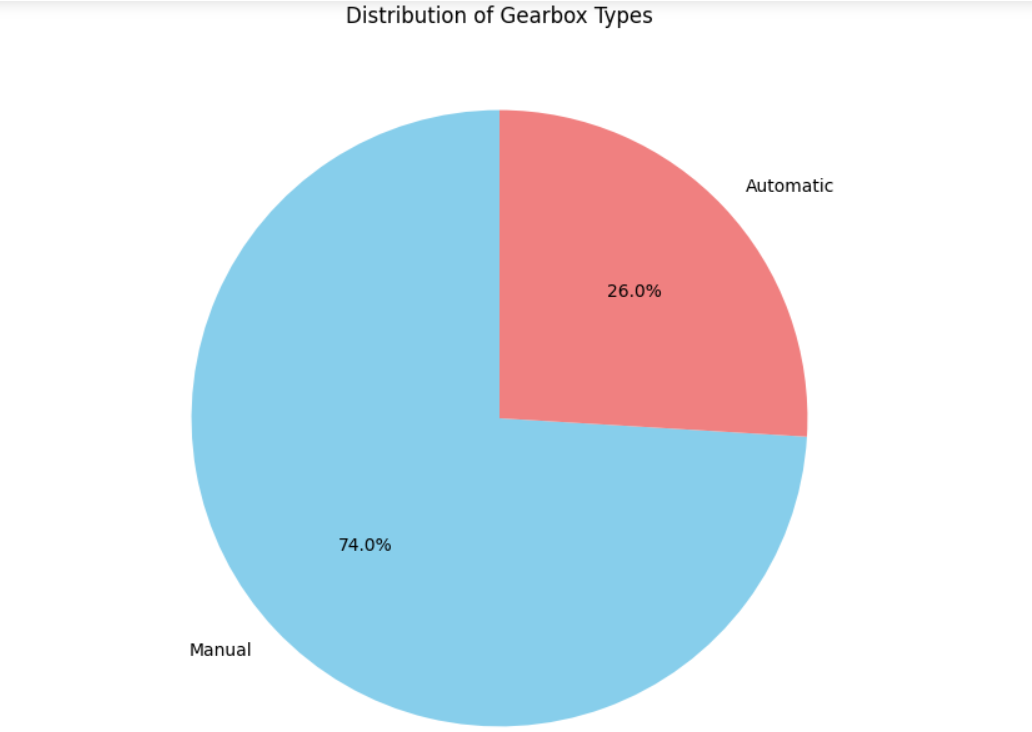 Distribution of Gearbox Types
Automatic
26.0%
74.0%
Manual